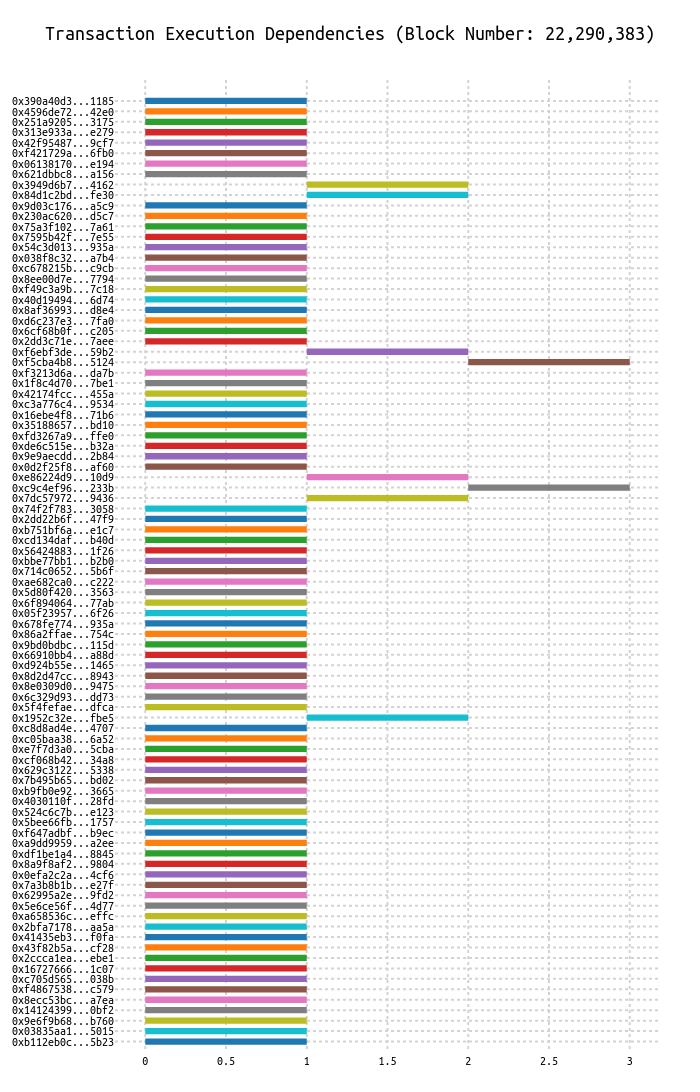 Transaction Execution Dependencies (Block Number: 22,290,383)
0x390a40d3...1185
0x4596de72...42e0
0x251a9205...3175
0x313e933a...e279
0x42f95487...9cf7
0xf421729a...6fb0
0x06138170...e194
0x621dbbc8...a156
0x3949d6b7...4162
0x84d1c2bd...fe30
0x9d03c176...a5c9
0x230ac620...d5c7
0x75a3f102...7a61
0x7595b42f...7e55
0x54c3d013...935a
0x038f8c32...a7b4
0xc678215b...c9cb
0x8ee00d7e...7794
0xf49c3a9b...7c18
0x40d19494...6d74
0x8af36993...d8e4
0xd6c237e3...7fa0
0x6cf68b0f...c205
0x2dd3c71e...7aee
0xf6ebf3de...59b2
0xf5cba4b8...5124
0xf3213d6a...da7b
0x1f8c4d70...7be1
0x42174fcc...455a
0xc3a776c4...9534
0x16ebe4f8...71b6
0x35188657...bd10
0xfd3267a9...ffe0
0xde6c515e...b32a
0x9e9aecdd...2b84
0x0d2f25f8...af60
0xe86224d9...10d9
0xc9c4ef96...233b
0x7dc57972...9436
0x74f2f783...3058
0x2dd22b6f...47f9
0xb751bf6a...e1c7
0xcd134daf...b40d
0x56424883...1f26
0xbbe77bb1...b2b0
0x714c0652...5b6f
0xae682ca0...c222
0x5d80f420...3563
0x6f894064...77ab
0x05f23957...6f26
0x678fe774...935a
0x86a2ffae...754c
0x9bd0bdbc...115d
0x66910bb4...a88d
0xd924b55e...1465
0x8d2d47cc...8943
0x8e0309d0...9475
0x6c329d93...dd73
0x5f4fefae...dfca
0x1952c32e...fbe5
0xc8d8ad4e...4707
0xc05baa38...6a52
0xe7f7d3a0...5cba
0xcf068b42...34a8
0x629c3122...5338
0x7b495b65...bd02
0xb9fb0e92...3665
0x4030110f...28fd
0x524c6c7b...e123
0x5bee66fb...1757
0xf647adbf...b9ec
0xa9dd9959...a2ee
0xdf1be1a4...8845
0x8a9f8af2...9804
0x0efa2c2a...4cf6
0x7a3b8b1b...e27f
0x62995a2e...9fd2
0x5e6ce56f...4d77
0xa658536c...effc
0x2bfa7178...aa5a
0x41435eb3...f0fa
0x43f82b5a...cf28
0x2ccca1ea...ebe1
0x16727666...1c07
0xc705d565...038b
0xf4867538...c579
0x8ecc53bc...a7ea
0x14124399...0bf2
0x9e6f9b68...b760
0x03835aa1...5015
0xb112eb0c...5b23
0 0.5 1 1.5 2 2.5 3